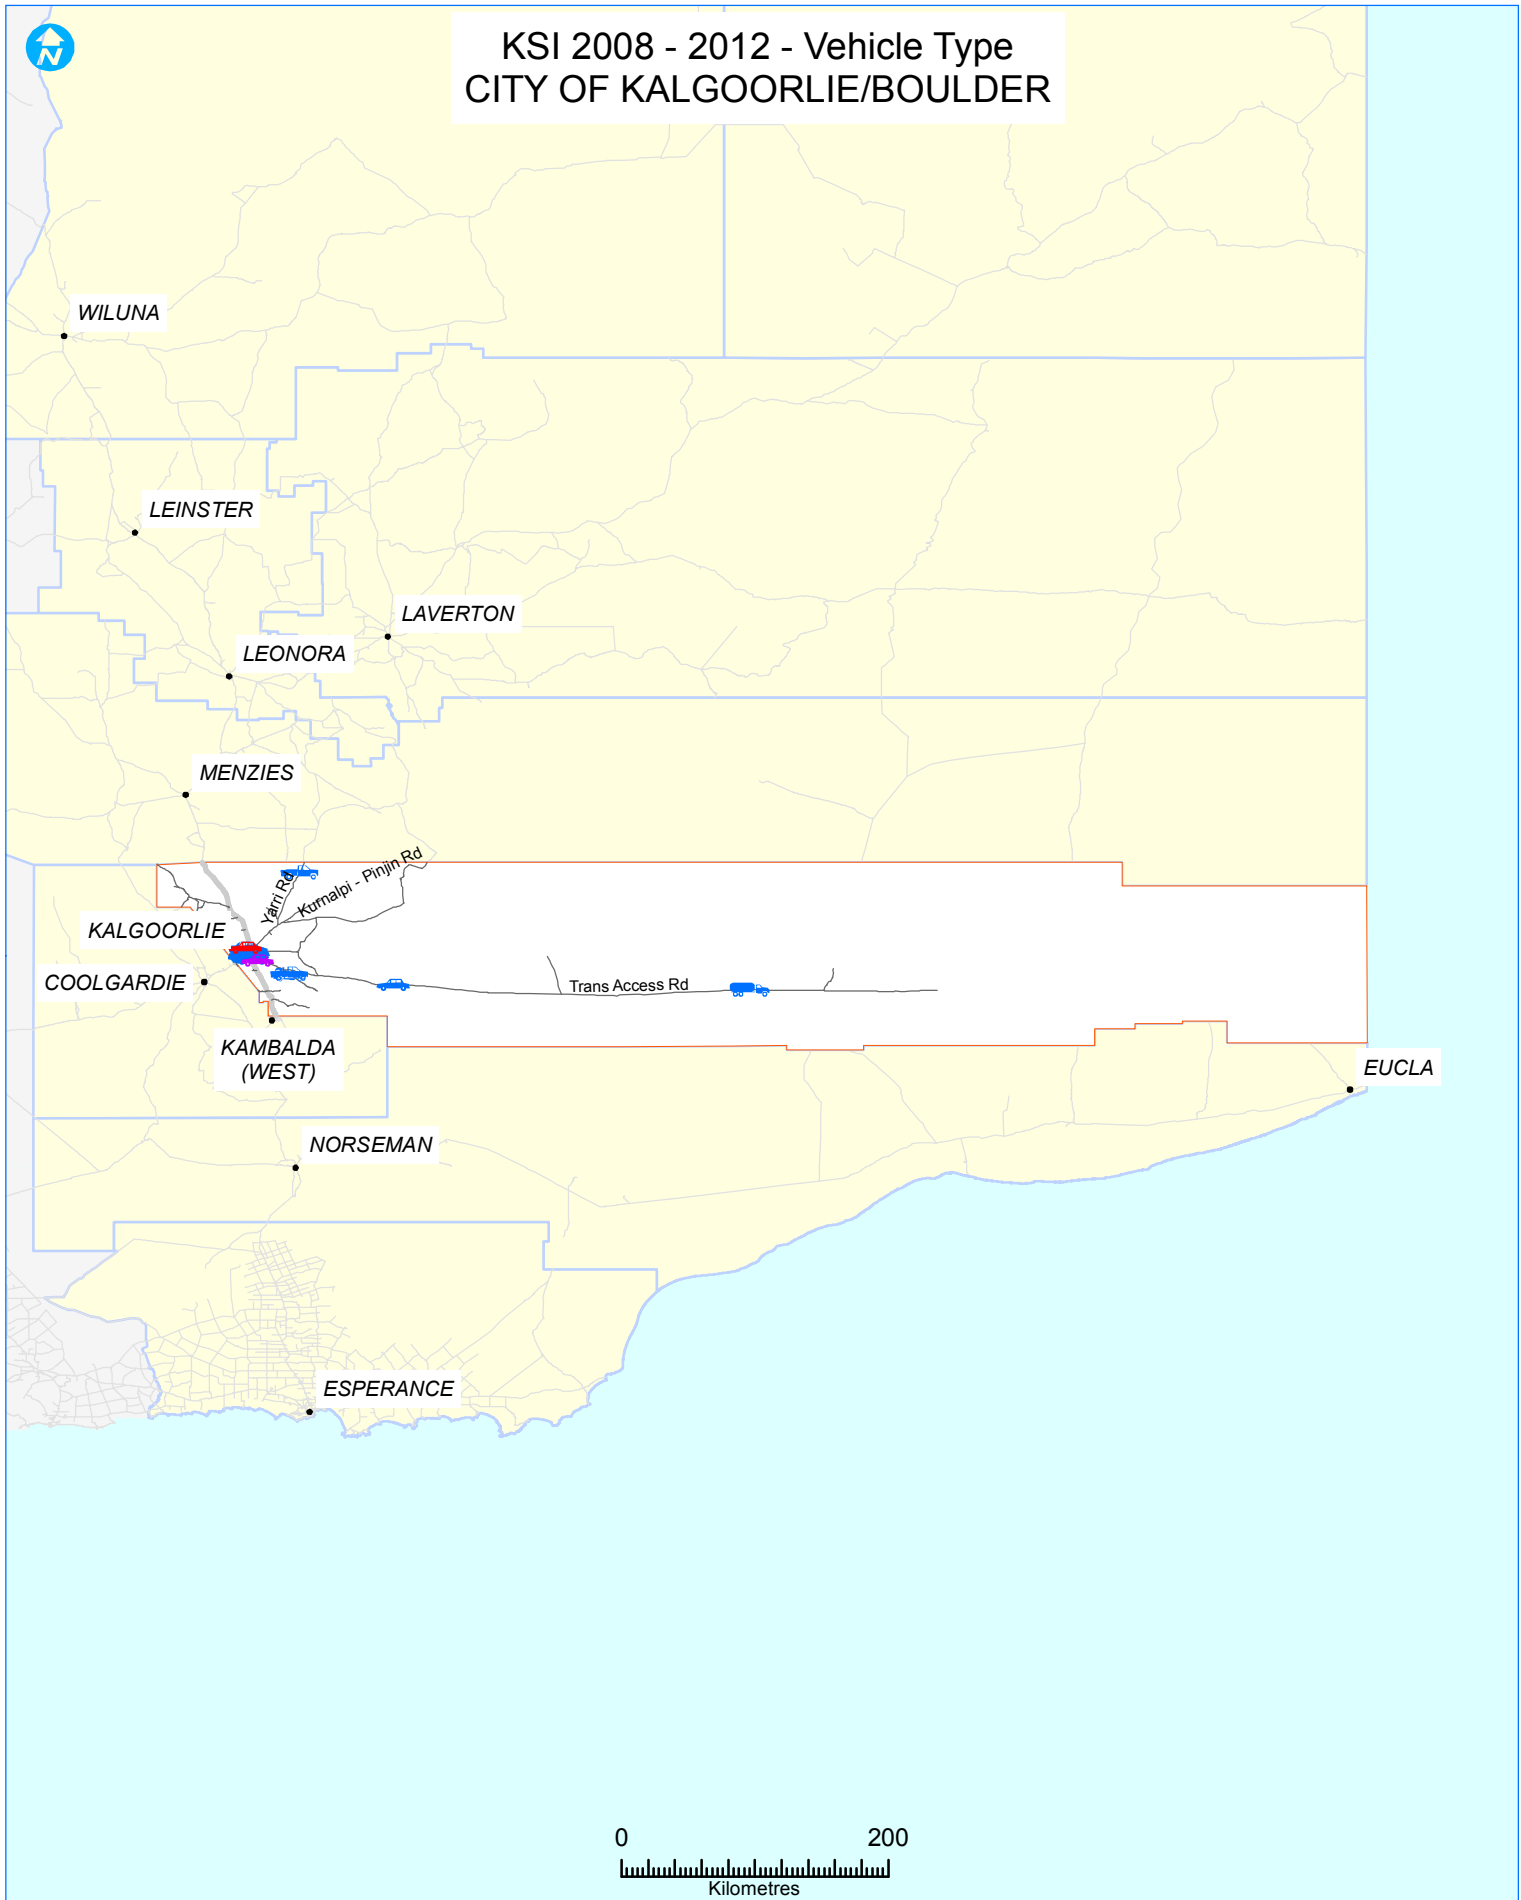 N
KSI 2008 - 2012 - Vehicle Type
CITY OF KALGOORLIE/BOULDER
WILUNA
LEINSTER
LAVERTON
LEONORA
MENZIES
Yarri Rd
Kurnalpi - Pinjin Rd
KALGOORLIE
COOLGARDIE
Trans Access Rd
KAMBALDA
(WEST)
EUCLA
NORSEMAN
ESPERANCE
0 200
Kilometres